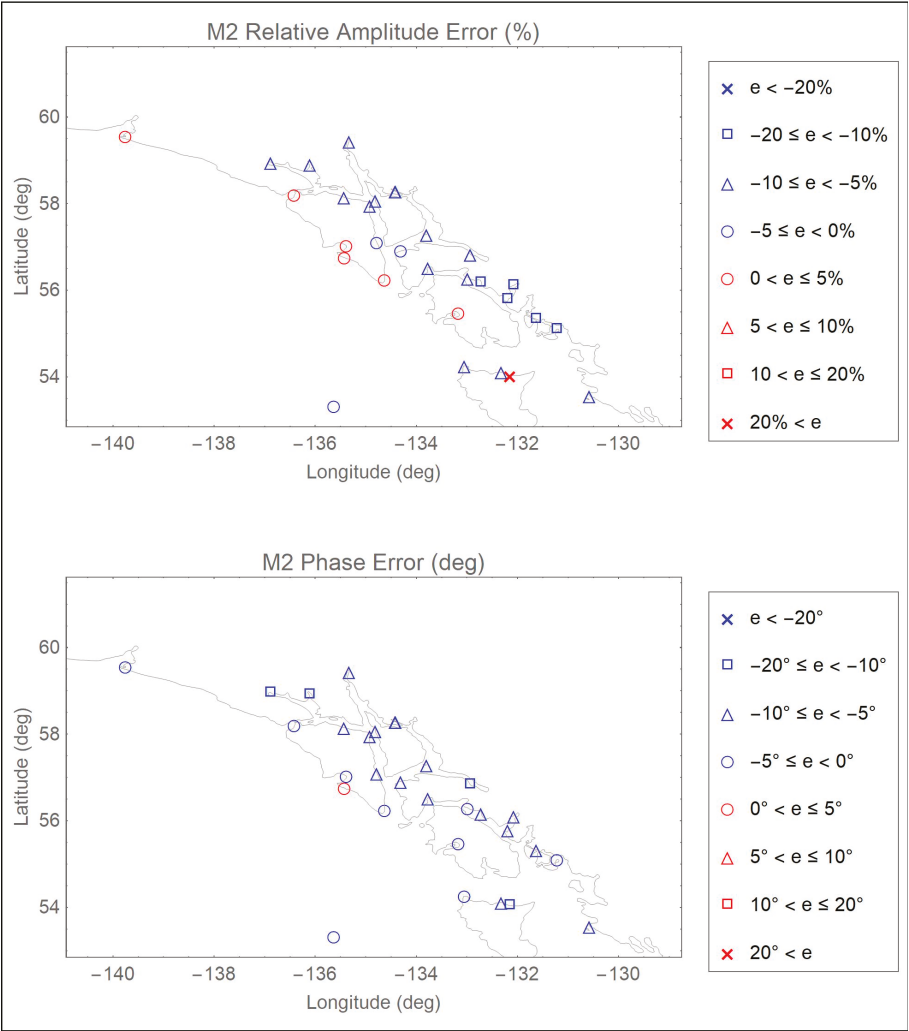 M2 Relative Amplitude Error (%)
60
58
56
54
−140
−138
−136
−134
−132
−130
Latitude (deg)
Longitude (deg)
e < −20%
−20 ≤ e < −10%
−10 ≤ e < −5%
−5 ≤ e < 0%
0 < e ≤ 5%
5 < e ≤ 10%
10 < e ≤ 20%
20% < e
M2 Phase Error (deg)
60
58
56
54
−140
−138
−136
−134
−132
−130
Latitude (deg)
Longitude (deg)
e < −20°
−20° ≤ e < −10°
−10° ≤ e < −5°
−5° ≤ e < 0°
0° < e ≤ 5°
5° < e ≤ 10°
10° < e ≤ 20°
20° < e